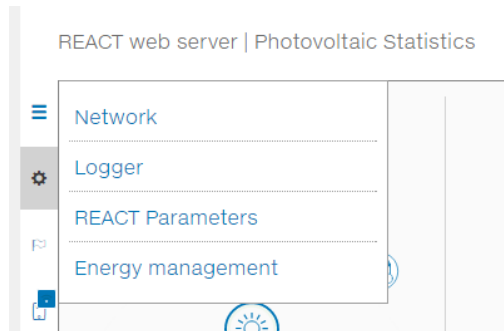 REACT web server | Photovoltaic Statistics
Network
Logger
REACT Parameters
Energy management